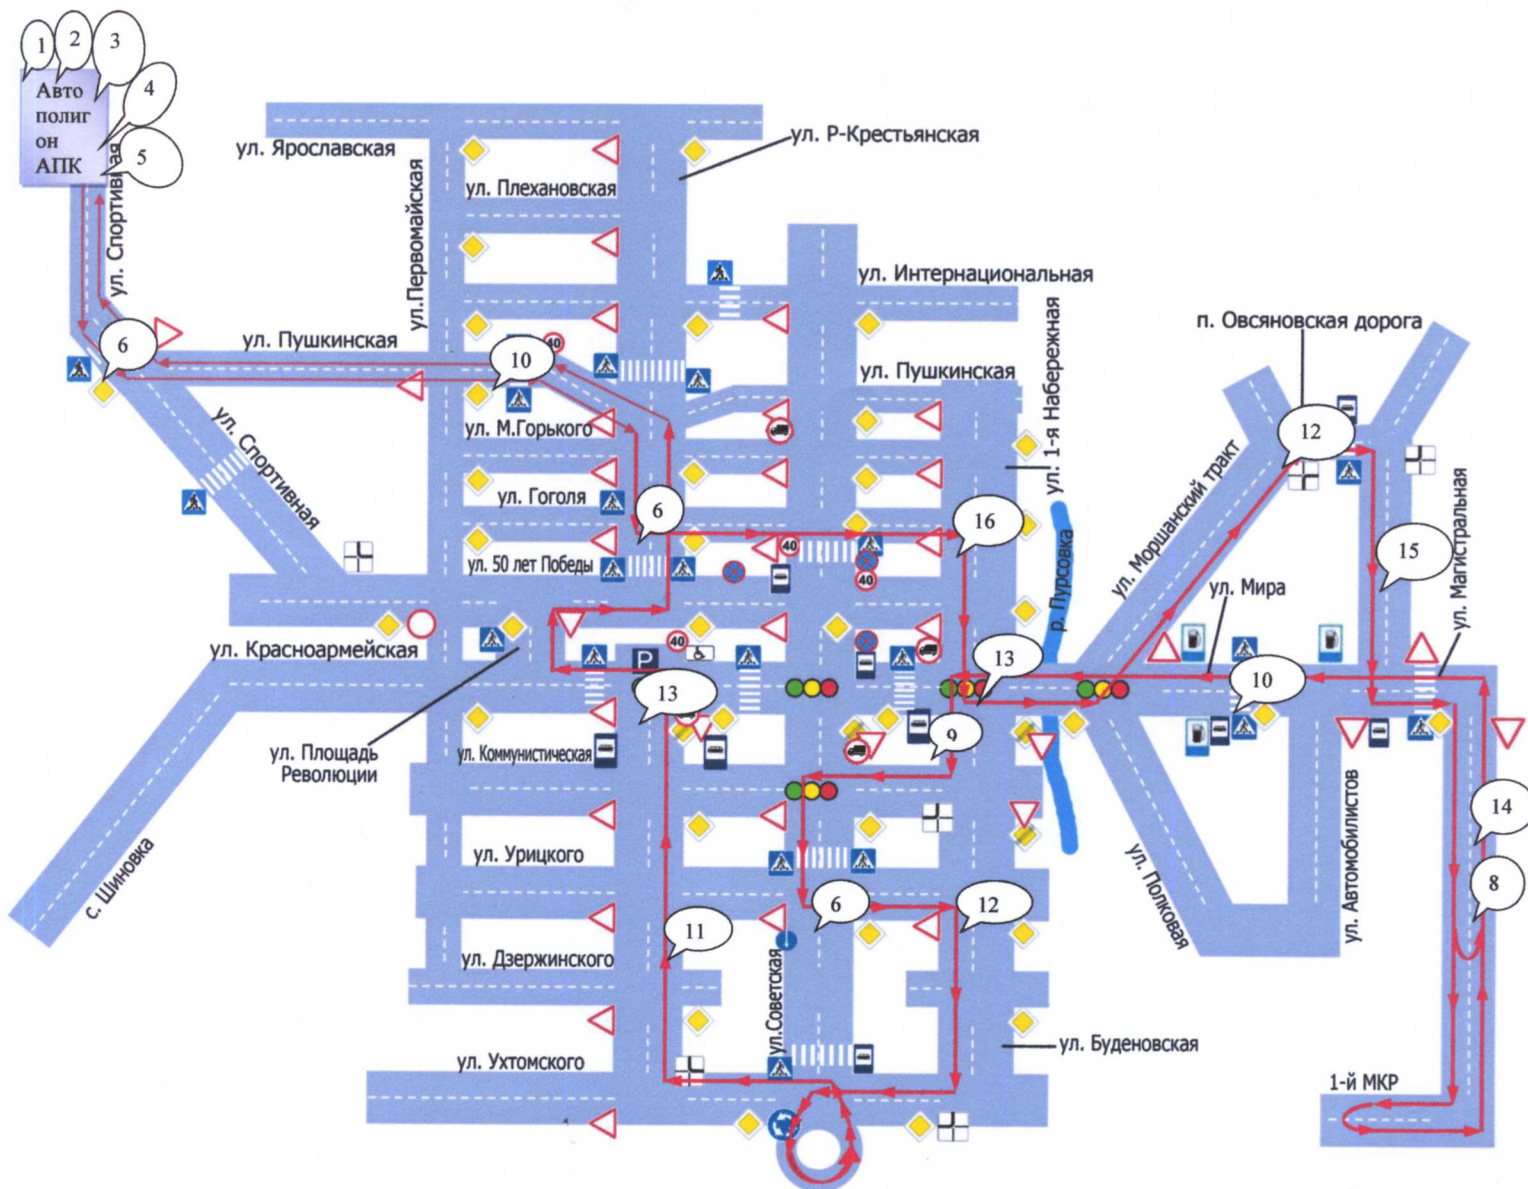 1
2
3
4
5
Авто
полиг
он
АПК
ул. Спортивная
ул. Ярославская
ул.Первомайская
ул. Плехановская
ул. Р-Крестьянская
ул. Интернациональная
ул. 1-я Набережная
п. Овсяновская дорога
6
ул. Пушкинская
10
40
ул. Пушкинская
12
ул. М.Горького
ул. Спортивная
ул. Гоголя
6
16
ул. Моршанский тракт
15
ул. Магистральная
ул. 50 лет Победы
40
40
р. Пурсовка
ул. Мира
ул. Красноармейская
40
P
13
13
10
ул. Площадь
Революции
ул. Коммунистическая
9
14
с. Шиновка
ул. Урицкого
ул. Полковая
ул. Автомобилистов
8
6
12
11
ул. Дзержинского
ул.Советская
ул. Ухтомского
ул. Буденовская
1-й МКР